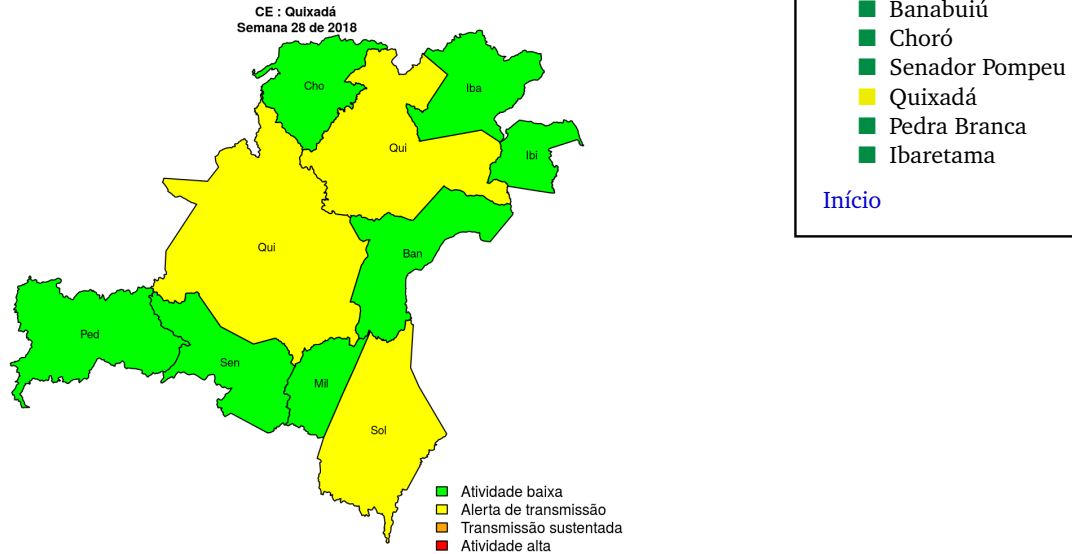 CE : Quixadá
Semana 28 de 2018
Cho
Iba
Qui
Ibi
Qui
Ban
Ped
Sen
Mil
Sol
Atividade baixa
Alerta de transmissão
Transmissão sustentada
Atividade alta
Banabuiú
Choró
Senador Pompeu
Quixadá
Pedra Branca
Ibaretama
Início